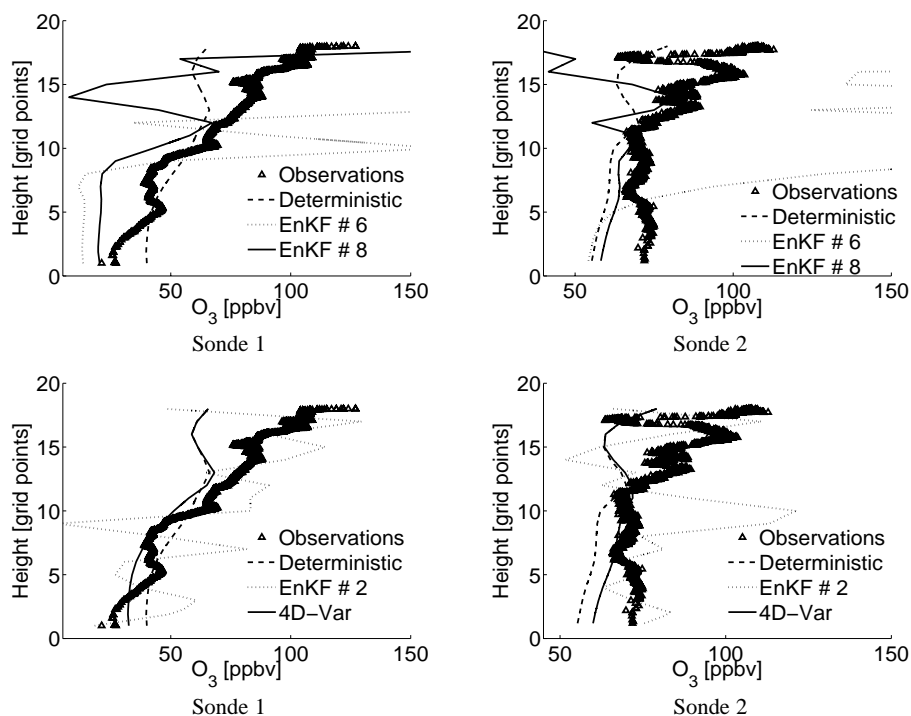 20
15
10
5
0
Height [grid points]
50
100
150
O3 [ppbv]
Observations
Deterministic
EnKF # 6
EnKF # 8
Sonde 1
20
15
10
5
0
Height [grid points]
50
100
150
O3 [ppbv]
Observations
Deterministic
EnKF # 6
EnKF # 8
Sonde 2
20
15
10
5
0
Height [grid points]
50
100
150
O3 [ppbv]
Observations
Deterministic
EnKF # 2
4D−Var
Sonde 1
20
15
10
5
0
Height [grid points]
50
100
150
O3 [ppbv]
Observations
Deterministic
EnKF # 2
4D−Var
Sonde 2